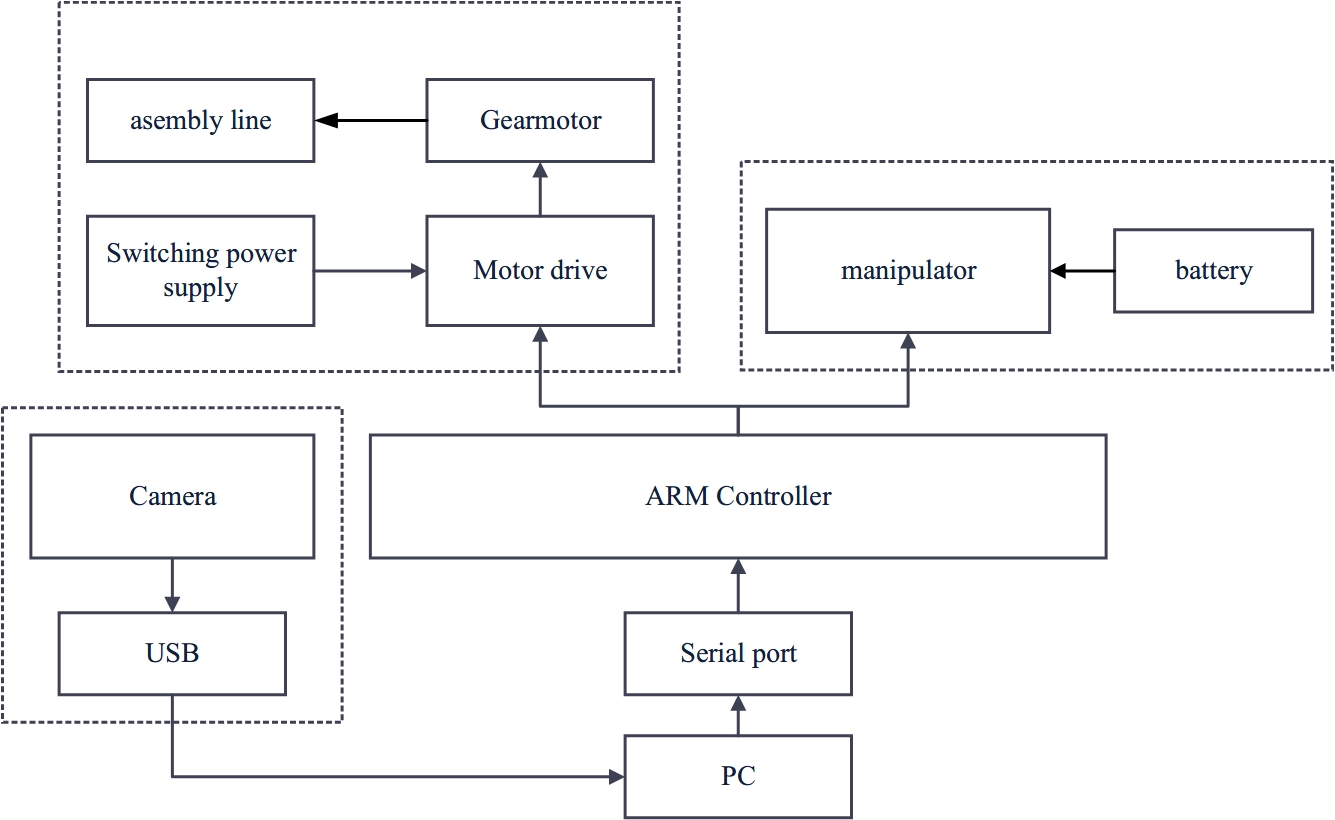 asembly line
Gearmotor
Switching power
supply
Motor drive
manipulator
battery
Camera
ARM Controller
USB
Serial port
PC